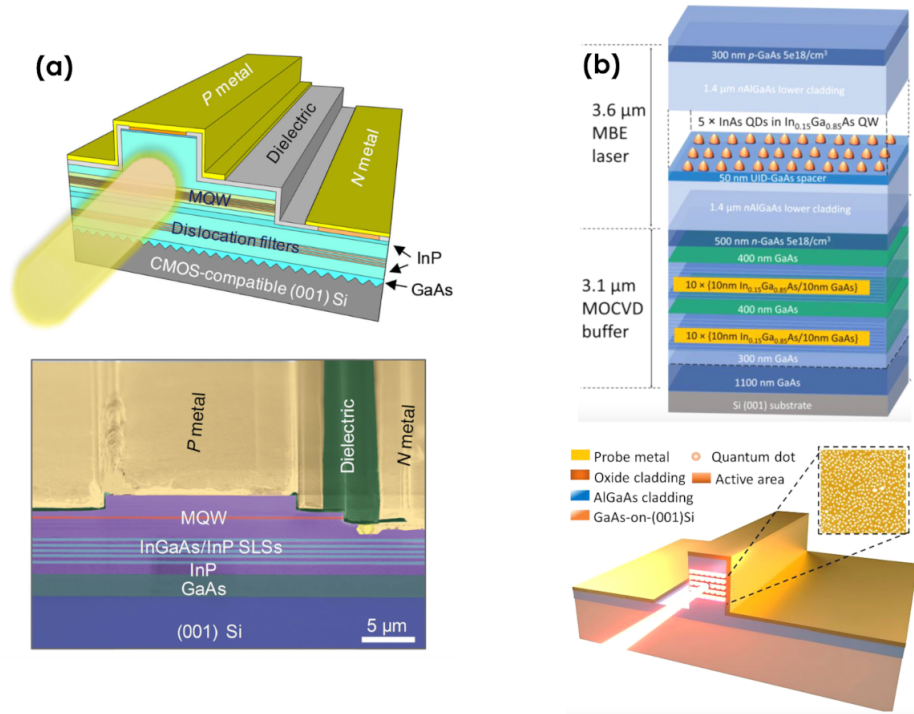 (a)
P metal
Dielectric
N metal
MQW
Dislocation filters
InP
CMOS-compatible (001) Si
GaAs
P metal
Dielectric
N metal
MQW
InGaAs/InP SLSs
InP
GaAs
(001) Si
5 μm
(b)
300 nm p-GaAs 5e18/cm³
1.4 μm nAlGaAs lower cladding
3.6 μm
MBE
laser
5 × InAs QDs in In₀.₁₅Ga₀.₈₅As QW
50 nm UID-GaAs spacer
1.4 μm nAlGaAs lower cladding
500 nm n-GaAs 5e18/cm³
400 nm GaAs
3.1 μm
MOCVD
buffer
10 × {10nm In₀.₁₅Ga₀.₈₅As/10nm GaAs}
400 nm GaAs
10 × {10nm In₀.₁₅Ga₀.₈₅As/10nm GaAs}
300 nm GaAs
1100 nm GaAs
Si (001) substrate
Probe metal
Quantum dot
Oxide cladding
Active area
AlGaAs cladding
GaAs-on-(001)Si